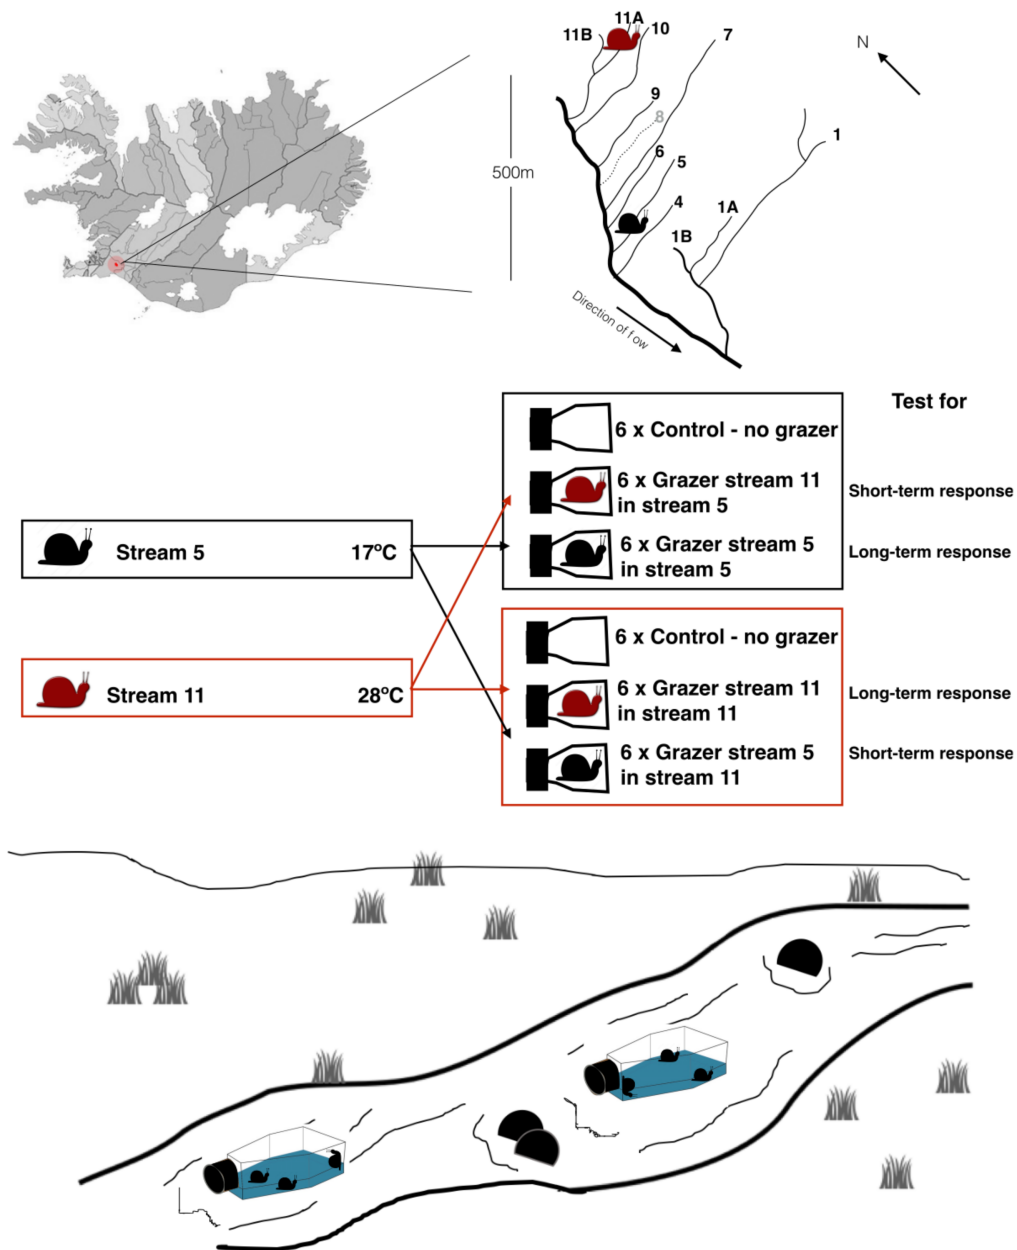 11A
11B
10
7
N
9
8
500m
6
5
1
4
1A
1B
Direction of f ow
Test for
6 x Control - no grazer
6 x Grazer stream 11
in stream 5
Short-term response
6 x Grazer stream 5
in stream 5
Long-term response
Stream 5 17°C
6 x Control - no grazer
6 x Grazer stream 11
in stream 11
Long-term response
Stream 11 28°C
6 x Grazer stream 5
in stream 11
Short-term response